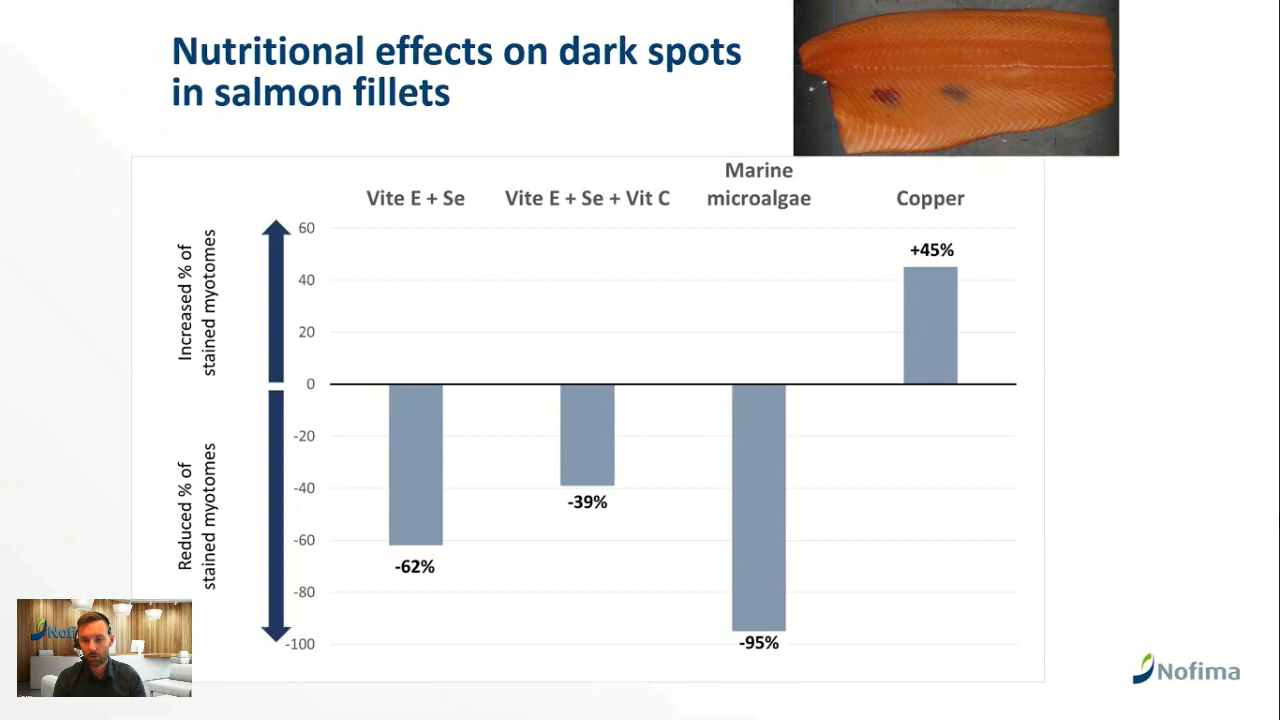 Nutritional effects on dark spots
in salmon fillets
Vite E + Se
Vite E + Se + Vit C
Marine
microalgae
Copper
Increased % of
stained myotomes
Reduced % of
stained myotomes
60
40
20
0
-20
-40
-60
-80
-100
-62%
-39%
-95%
+45%
Nofima